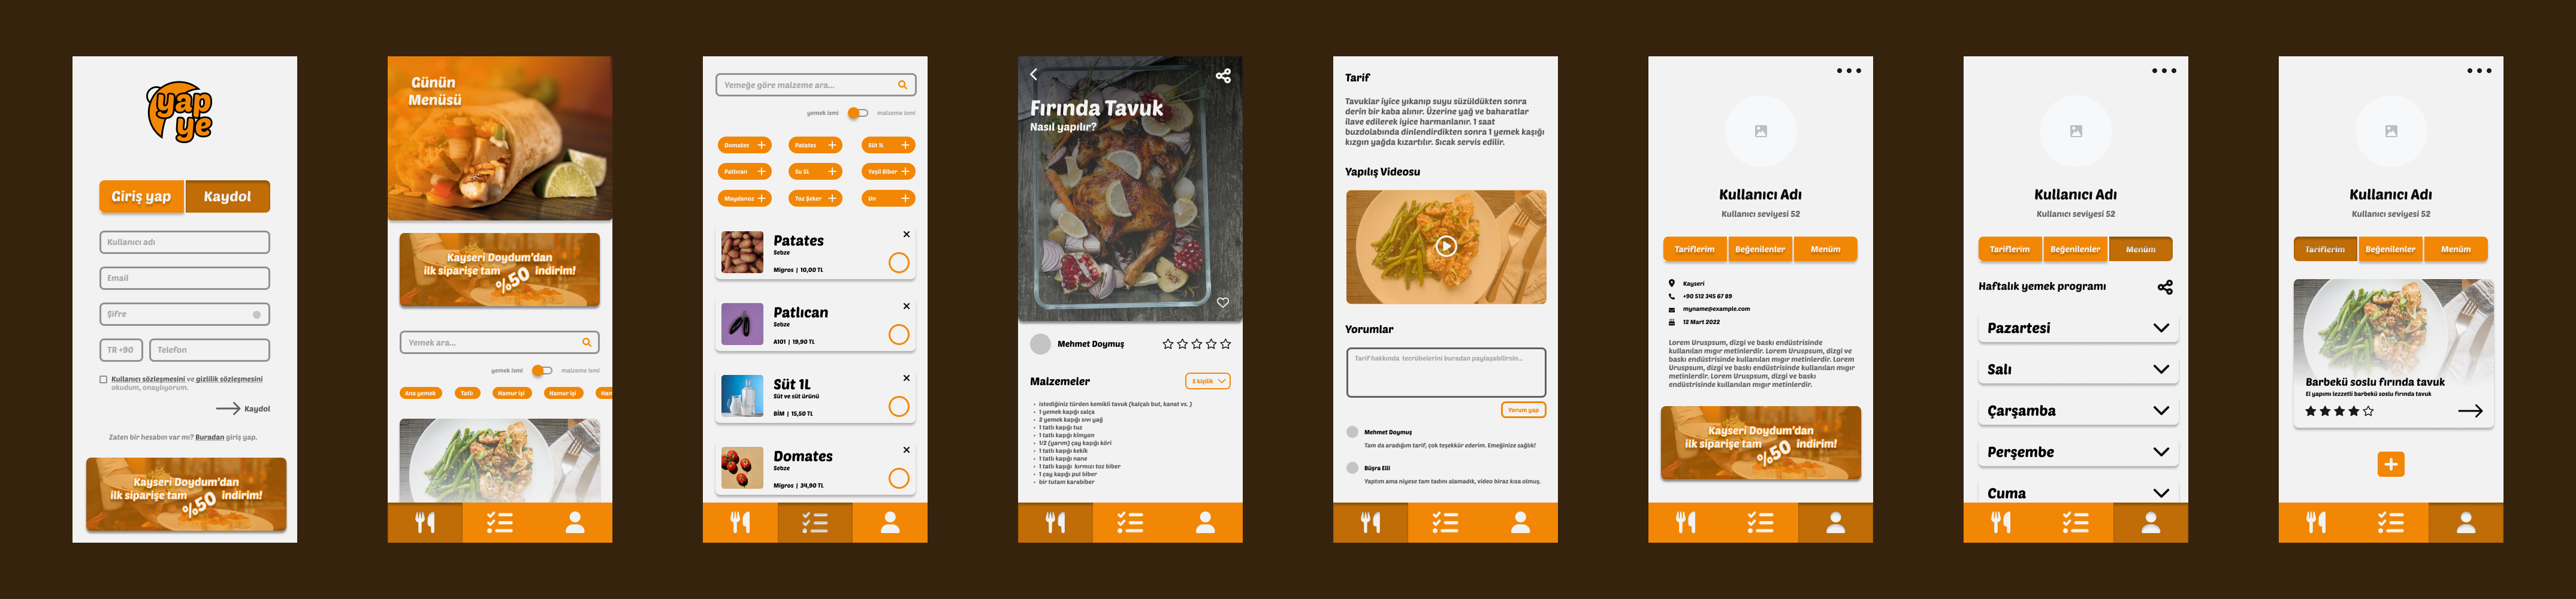 yap
ye
Giriş yap
Kaydol
Kullanıcı adı
Email
Şifre
TR +90
Telefon
Kullanıcı sözleşmesini ve gizlilik sözleşmesini
okudum, onaylıyorum.
Kaydol
Zaten bir hesabın var mı? Buradan giriş yap.
Kayseri Doydum'dan
ilk siparişe tam %50 indirim!
Günün
Menüsü
Kayseri Doydum'dan
ilk siparişe tam %50 indirim!
Yemek ara...
yemek ismi
malzeme ismi
Ana yemek
Tatlı
Hamur işi
Hamur işi
Ham
Yemeğe göre malzeme ara...
yemek ismi
malzeme ismi
Domates
Patates
Süt 1L
Patlıcan
Su 5L
Yeşil Biber
Maydanoz
Toz Şeker
Un
Patates
Sebze
Migros | 10,00 TL
Patlıcan
Sebze
A101 | 19,90 TL
Süt 1L
Süt ve süt ürünü
BİM | 15,50 TL
Domates
Sebze
Migros | 34,90 TL
Fırında Tavuk
Nasıl yapılır?
Mehmet Doymuş
Malzemeler
5 kişilik
istediğiniz türden kemikli tavuk (kalçalı but, kanat vs. )
1 yemek kaşığı salça
2 yemek kaşığı sıvı yağ
1 tatlı kaşığı tuz
1 tatlı kaşığı kimyon
1/2 (yarım) çay kaşığı köri
1 tatlı kaşığı kekik
1 tatlı kaşığı nane
1 tatlı kaşığı kırmızı toz biber
1 çay kaşığı pul biber
bir tutam karabiber
Tarif
Tavuklar iyice yıkanıp suyu süzüldükten sonra
derin bir kaba alınır. Üzerine yağ ve baharatlar
ilave edilerek iyice harmanlanır. 1 saat
buzdolabında dinlendirdikten sonra 1 yemek kaşığı
kızgın yağda kızartılır. Sıcak servis edilir.
Yapılış Videosu
Yorumlar
Tarif hakkında tecrübelerini buradan paylaşabilirsin...
Yorum yap
Mehmet Doymuş
Tam da aradığım tarif, çok teşekkür ederim. Emeğinize sağlık!
Büşra Elli
Yaptım ama niyese tam tadını alamadık, video biraz kısa olmuş.
Kullanıcı Adı
Kullanıcı seviyesi 52
Tariflerim
Beğenilenler
Menüm
Kayseri
+90 512 345 67 89
myname@example.com
12 Mart 2022
Lorem Uruspsum, dizgi ve baskı endüstrisinde
kullanılan mıgır metinlerdir. Lorem Uruspsum, dizgi ve
baskı endüstrisinde kullanılan mıgır metinlerdir. Lorem
Uruspsum, dizgi ve baskı endüstrisinde kullanılan mıgır
metinlerdir. Lorem Uruspsum, dizgi ve baskı
endüstrisinde kullanılan mıgır metinlerdir.
Kayseri Doydum'dan
ilk siparişe tam %50 indirim!
Kullanıcı Adı
Kullanıcı seviyesi 52
Tariflerim
Beğenilenler
Menüm
Haftalık yemek programı
Pazartesi
Salı
Çarşamba
Perşembe
Cuma
Kullanıcı Adı
Kullanıcı seviyesi 52
Tariflerim
Beğenilenler
Menüm
Barbekü soslu fırında tavuk
El yapımı lezzetli barbekü soslu fırında tavuk